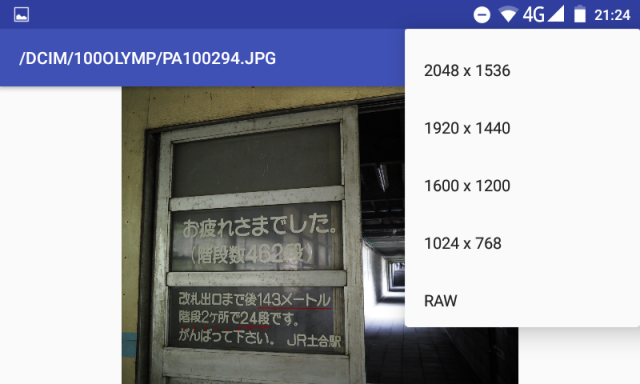 4G 21:24
/DCIM/100OLYMP/PA100294.JPG
2048 x 1536
1920 x 1440
1600 x 1200
1024 x 768
RAW
お疲れさまでした。
（階段数462段）
改札出口まで後143メートル
階段2ヶ所で24段です。
がんばって下さい。 JR土合駅